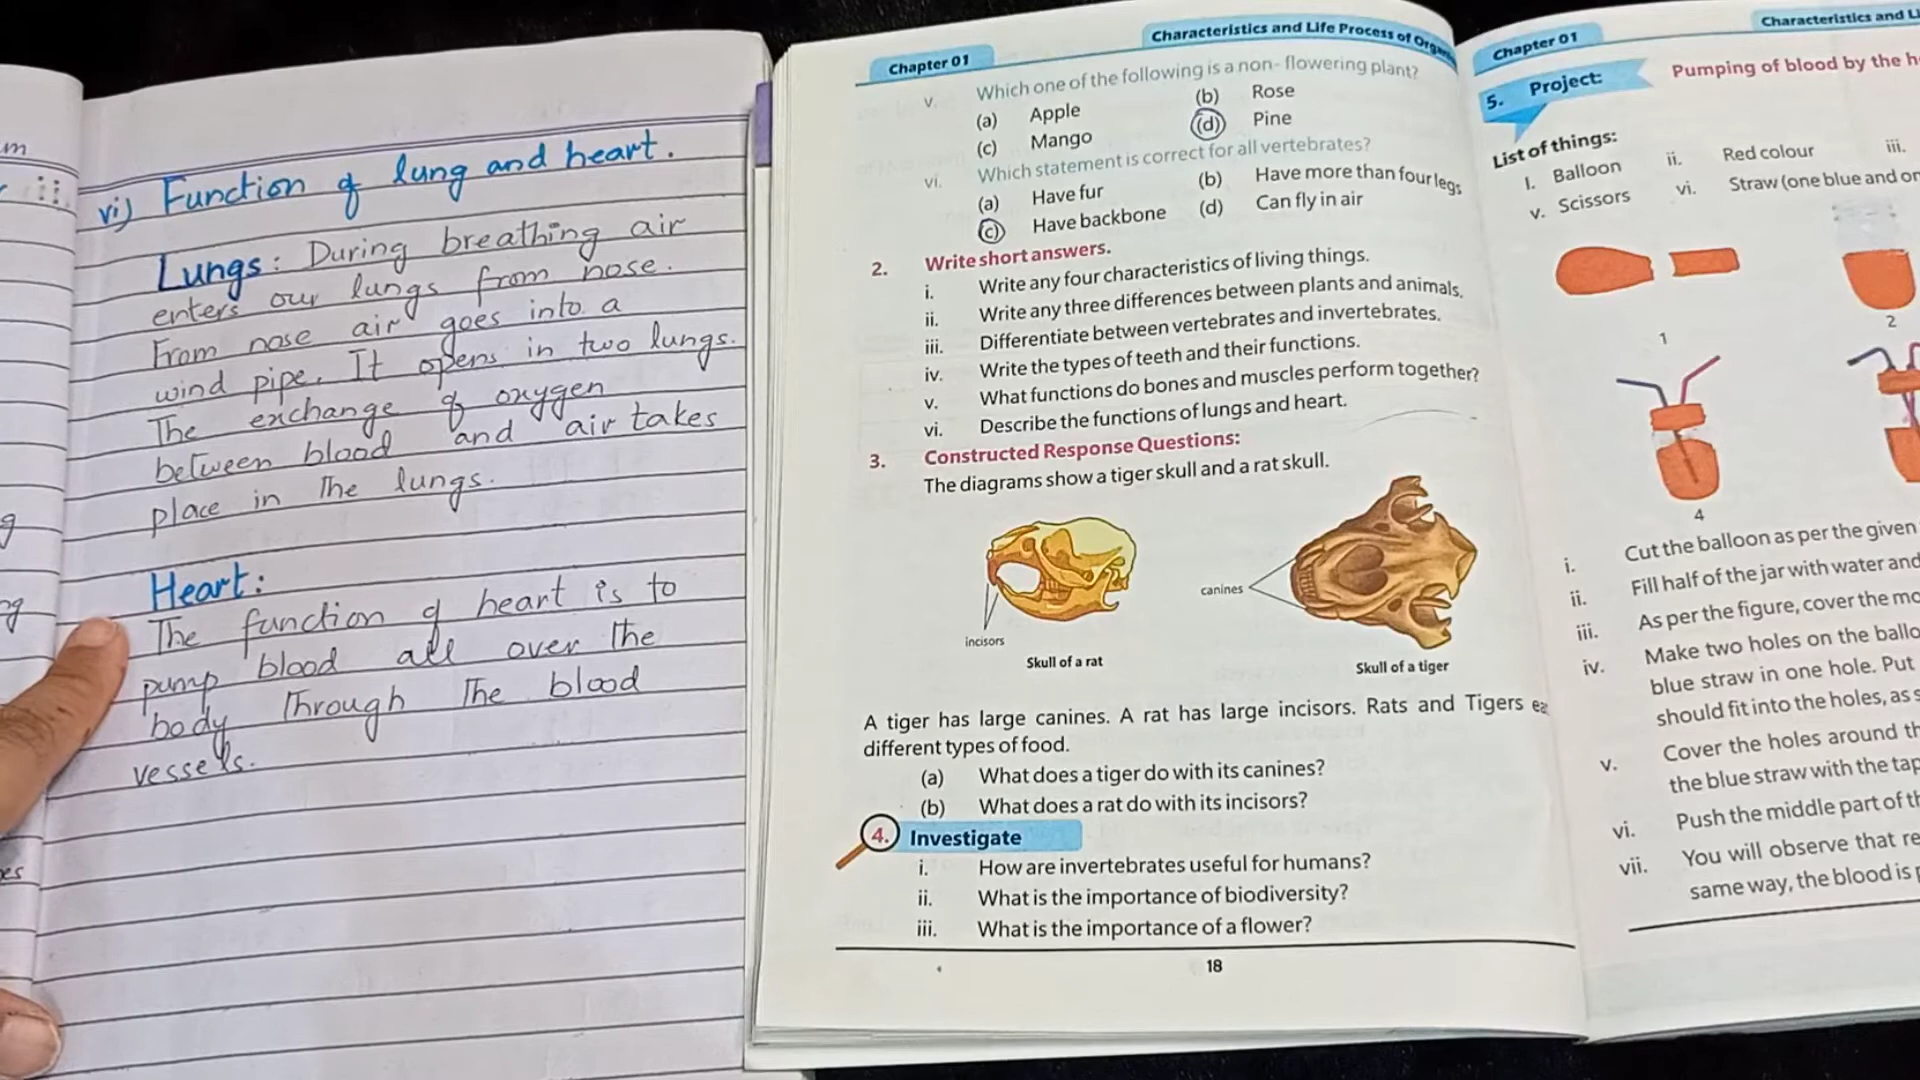 m
vi) Function of lung and heart.
Lungs: During breathing air
enters our lungs from nose.
From nose air goes into a
wind pipe. It opens in two lungs.
The exchange of oxygen
between blood and air takes
place in the lungs.
Heart:
The function of heart is to
pump blood all over the
body through the blood
vessels.
Chapter 01
Characteristics and Life Process of
v. Which one of the following is a non-flowering plant?
(a) Apple (b) Rose
(c) Mango (d) Pine
vi. Which statement is correct for all vertebrates?
(a) Have fur (b) Have more than four legs
(c) Have backbone (d) Can fly in air
2. Write short answers.
i. Write any four characteristics of living things.
ii. Write any three differences between plants and animals.
iii. Differentiate between vertebrates and invertebrates.
iv. Write the types of teeth and their functions.
v. What functions do bones and muscles perform together?
vi. Describe the functions of lungs and heart.
3. Constructed Response Questions:
The diagrams show a tiger skull and a rat skull.
incisors
Skull of a rat
canines
Skull of a tiger
A tiger has large canines. A rat has large incisors. Rats and Tigers ea
different types of food.
(a) What does a tiger do with its canines?
(b) What does a rat do with its incisors?
4. Investigate
i. How are invertebrates useful for humans?
ii. What is the importance of biodiversity?
iii. What is the importance of a flower?
18
Chapter 01
Characteristics and Li
5. Project: Pumping of blood by the h
List of things:
I. Balloon ii. Red colour iii.
v. Scissors vi. Straw (one blue and or
1
2
4
i. Cut the balloon as per the given
ii. Fill half of the jar with water and
iii. As per the figure, cover the mo
iv. Make two holes on the ballo
blue straw in one hole. Put
should fit into the holes, as s
v. Cover the holes around th
the blue straw with the tap
vi. Push the middle part of th
vii. You will observe that re
same way, the blood is p